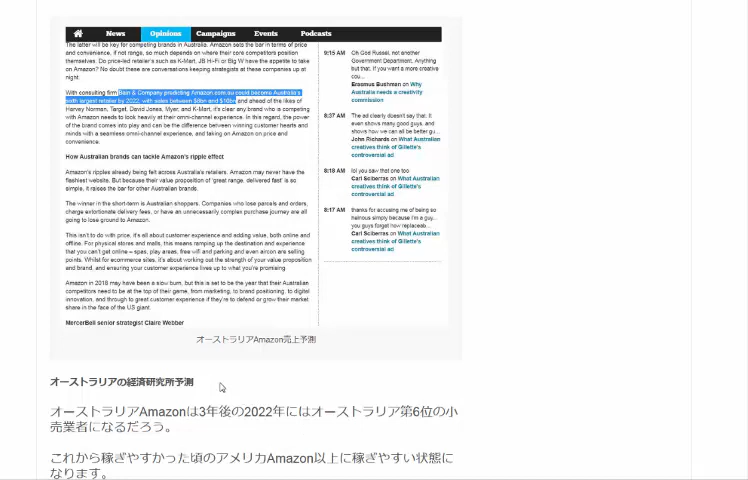 News Opinions Campaigns Events Podcasts
The latter will be key for competing brands in Australia. Amazon sets the bar in terms of price
and convenience, if not range, so much depends on where their core competitors position
themselves. Do price-led retailer's such as K-Mart, JB Hi-Fi or Big W have the appetite to take
on Amazon? No doubt these are conversations keeping strategists at these companies up at
night.
With consulting firm Bain & Company predicting Amazon.com.au could become Australia's
sixth largest retailer by 2022, with sales between $8bn and $16bn and ahead of the likes of
Harvey Norman, Target, David Jones, Myer, and K-Mart, it's clear any brand who is competing
with Amazon needs to look heavily at their omni-channel experience. In this regard, the power
of the brand comes into play and can be the difference between winning customer hearts and
minds with a seamless omni-channel experience, and taking on Amazon on price and
convenience.
How Australian brands can tackle Amazon's ripple effect
Amazon's ripples already being felt across Australia's retailers. Amazon may never have the
flashiest website. But because their value proposition of 'great range, delivered fast' is so
simple, it raises the bar for other Australian brands.
The winner in the short-term is Australian shoppers. Companies who lose parcels and orders,
charge extortionate delivery fees, or have an unnecessarily complex purchase journey are all
going to lose ground to Amazon.
This isn't to do with price, it's all about customer experience and adding value, both online and
offline. For physical stores and malls, this means ramping up the destination and experience
that you can't get online – spas, play areas, free wifi and parking and even aircon are selling
points. Whilst for ecommerce sites, it's about working out the strength of your value proposition
and brand, and ensuring your customer experience lives up to what you're promising.
Amazon in 2018 may have been a slow burn, but this is set to be the year that their Australian
competitors need to be at the top of their game, from marketing, to brand positioning, to digital
innovation, and through to great customer experience if they're to defend or grow their market
share in the face of the US giant.
MercerBell senior strategist Claire Webber
9:15 AM Oh God Russel, not another
Government Department. Anything
but that. If you want a more creative
cou...
Erasmus Bushman on Why
Australia needs a creativity
commission
8:37 AM The ad clearly doesn't say that. It
even shows many good guys, and
shows how we can all be better gu...
John Richards on What Australian
creatives think of Gillette's
controversial ad
8:18 AM lol you saw that one too
Carl Sciberras on What Australian
creatives think of Gillette's
controversial ad
8:17 AM thanks for accusing me of being so
heinous simply because I'm a guy...
you guys forget how replaceab...
Carl Sciberras on What Australian
creatives think of Gillette's
controversial ad
オーストラリアAmazon売上予測
オーストラリアの経済研究所予測
オーストラリアAmazonは3年後の2022年にはオーストラリア第6位の小
売業者になるだろう。
これから稼ぎやすかった頃のアメリカAmazon以上に稼ぎやすい状態に
なります。